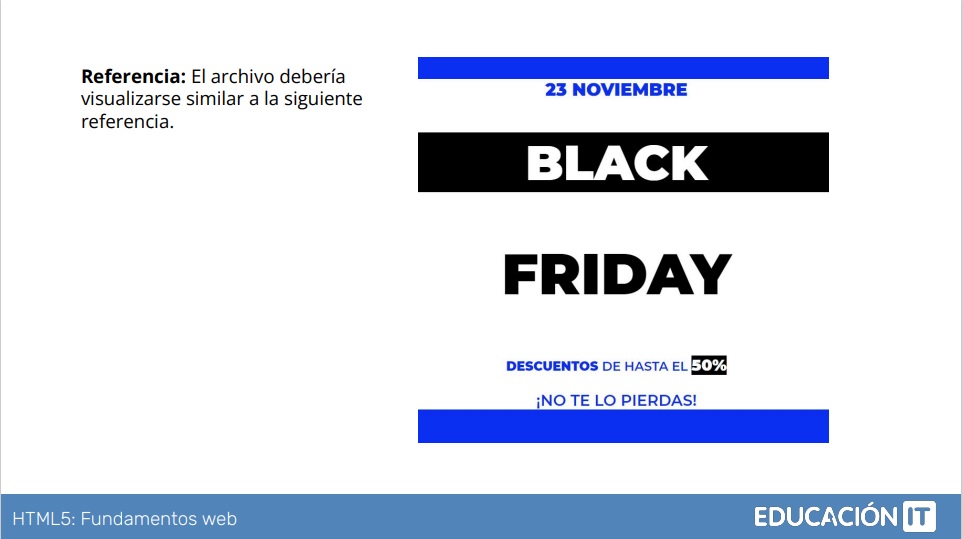 Referencia: El archivo debería
visualizarse similar a la siguiente
referencia.
23 NOVIEMBRE
BLACK
FRIDAY
DESCUENTOS DE HASTA EL 50%
¡NO TE LO PIERDAS!
HTML5: Fundamentos web
EDUCACIÓN IT